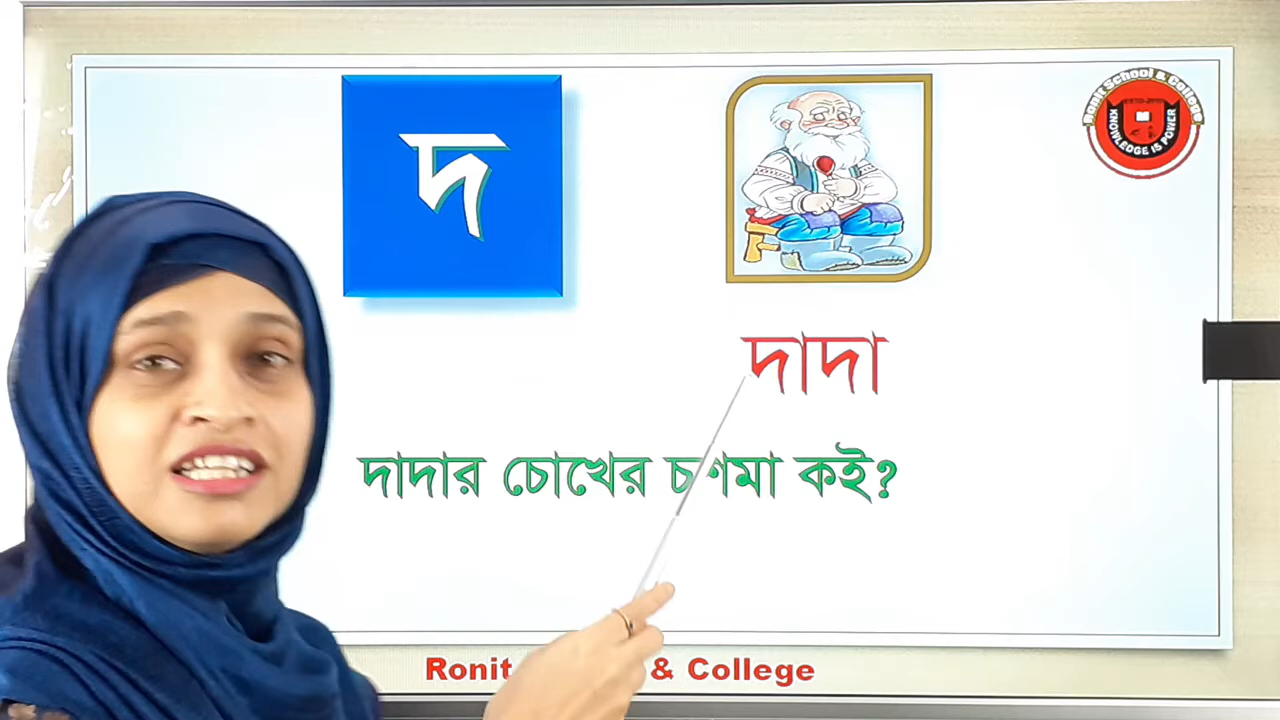 দ
Ronit School & College
KNOWLEDGE IS POWER
দাদা
দাদার চোখের চশমা কই?
Ronit & College